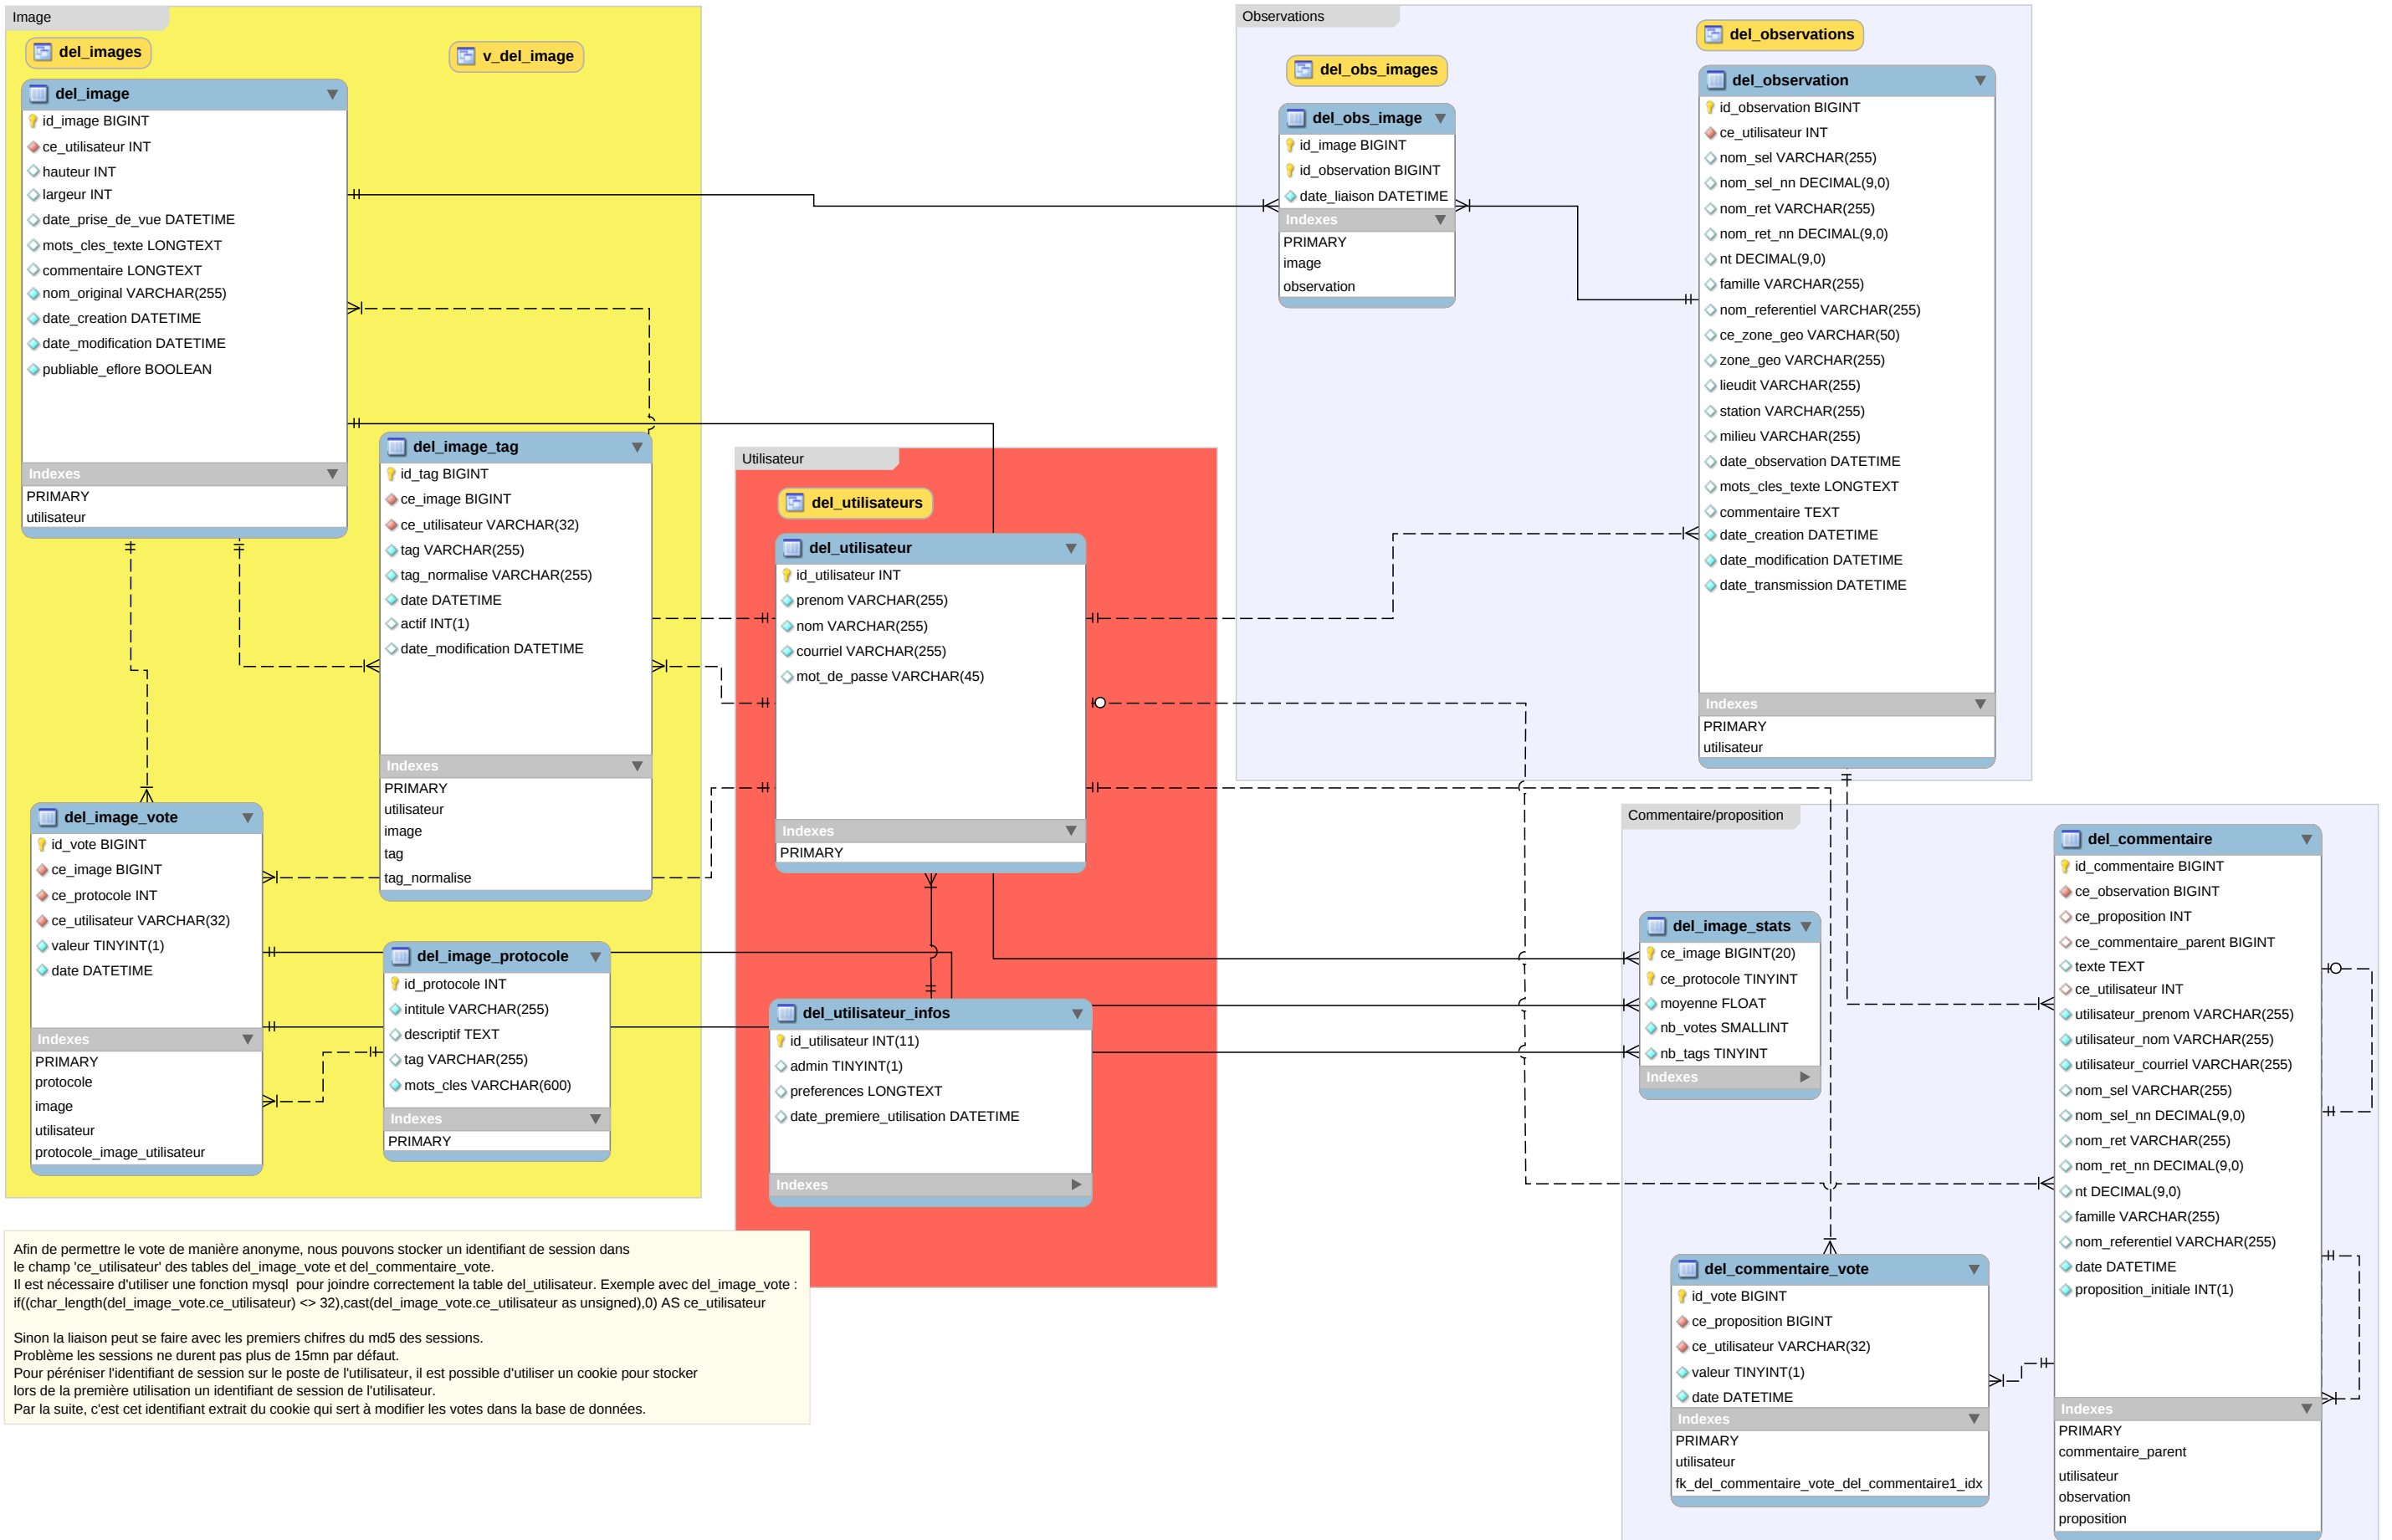 Image
del_images
v_del_image
del_image
id_image BIGINT
ce_utilisateur INT
hauteur INT
largeur INT
date_prise_de_vue DATETIME
mots_cles_texte LONGTEXT
commentaire LONGTEXT
nom_original VARCHAR(255)
date_creation DATETIME
date_modification DATETIME
publiable_eflore BOOLEAN
Indexes
PRIMARY
utilisateur
del_image_tag
id_tag BIGINT
ce_image BIGINT
ce_utilisateur VARCHAR(32)
tag VARCHAR(255)
tag_normalise VARCHAR(255)
date DATETIME
actif INT(1)
date_modification DATETIME
Indexes
PRIMARY
utilisateur
image
tag
tag_normalise
del_image_vote
id_vote BIGINT
ce_image BIGINT
ce_protocole INT
ce_utilisateur VARCHAR(32)
valeur TINYINT(1)
date DATETIME
Indexes
PRIMARY
protocole
image
utilisateur
protocole_image_utilisateur
del_image_protocole
id_protocole INT
intitule VARCHAR(255)
descriptif TEXT
tag VARCHAR(255)
mots_cles VARCHAR(600)
Indexes
PRIMARY
Utilisateur
del_utilisateurs
del_utilisateur
id_utilisateur INT
prenom VARCHAR(255)
nom VARCHAR(255)
courriel VARCHAR(255)
mot_de_passe VARCHAR(45)
Indexes
PRIMARY
del_utilisateur_infos
id_utilisateur INT(11)
admin TINYINT(1)
preferences LONGTEXT
date_premiere_utilisation DATETIME
Indexes
Observations
del_obs_images
del_observations
del_obs_image
id_image BIGINT
id_observation BIGINT
date_liaison DATETIME
Indexes
PRIMARY
image
observation
del_observation
id_observation BIGINT
ce_utilisateur INT
nom_sel VARCHAR(255)
nom_sel_nn DECIMAL(9,0)
nom_ret VARCHAR(255)
nom_ret_nn DECIMAL(9,0)
nt DECIMAL(9,0)
famille VARCHAR(255)
nom_referentiel VARCHAR(255)
ce_zone_geo VARCHAR(50)
zone_geo VARCHAR(255)
lieudit VARCHAR(255)
station VARCHAR(255)
milieu VARCHAR(255)
date_observation DATETIME
mots_cles_texte LONGTEXT
commentaire TEXT
date_creation DATETIME
date_modification DATETIME
date_transmission DATETIME
Indexes
PRIMARY
utilisateur
Commentaire/proposition
del_image_stats
ce_image BIGINT(20)
ce_protocole TINYINT
moyenne FLOAT
nb_votes SMALLINT
nb_tags TINYINT
Indexes
del_commentaire
id_commentaire BIGINT
ce_observation BIGINT
ce_proposition INT
ce_commentaire_parent BIGINT
texte TEXT
ce_utilisateur INT
utilisateur_prenom VARCHAR(255)
utilisateur_nom VARCHAR(255)
utilisateur_courriel VARCHAR(255)
nom_sel VARCHAR(255)
nom_sel_nn DECIMAL(9,0)
nom_ret VARCHAR(255)
nom_ret_nn DECIMAL(9,0)
nt DECIMAL(9,0)
famille VARCHAR(255)
nom_referentiel VARCHAR(255)
date DATETIME
proposition_initiale INT(1)
Indexes
PRIMARY
commentaire_parent
utilisateur
observation
proposition
del_commentaire_vote
id_vote BIGINT
ce_proposition BIGINT
ce_utilisateur VARCHAR(32)
valeur TINYINT(1)
date DATETIME
Indexes
PRIMARY
utilisateur
fk_del_commentaire_vote_del_commentaire1_idx
Afin de permettre le vote de manière anonyme, nous pouvons stocker un identifiant de session dans
le champ 'ce_utilisateur' des tables del_image_vote et del_commentaire_vote.
Il est nécessaire d'utiliser une fonction mysql  pour joindre correctement la table del_utilisateur. Exemple avec del_image_vote :
if((char_length(del_image_vote.ce_utilisateur) <> 32),cast(del_image_vote.ce_utilisateur as unsigned),0) AS ce_utilisateur
Sinon la liaison peut se faire avec les premiers chifres du md5 des sessions.
Problème les sessions ne durent pas plus de 15mn par défaut.
Pour péréniser l'identifiant de session sur le poste de l'utilisateur, il est possible d'utiliser un cookie pour stocker
lors de la première utilisation un identifiant de session de l'utilisateur.
Par la suite, c'est cet identifiant extrait du cookie qui sert à modifier les votes dans la base de données.